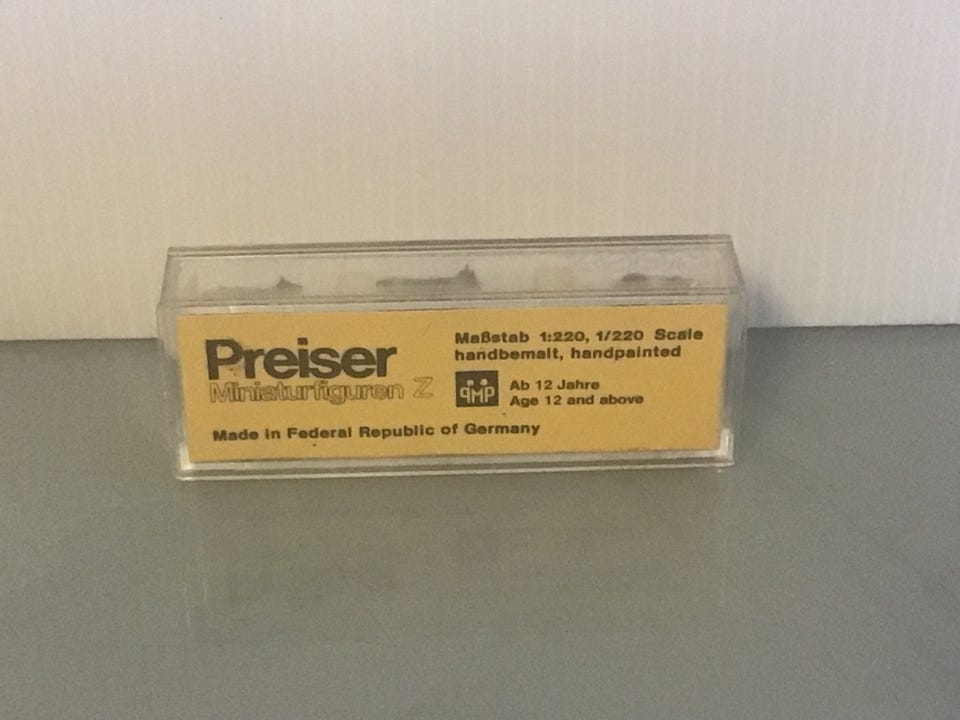 Preiser
Miniaturfiguren Z
Made in Federal Republic of Germany
Maßstab 1:220, 1/220 Scale
handbemalt, handpainted
PMP
Ab 12 Jahre
Age 12 and above